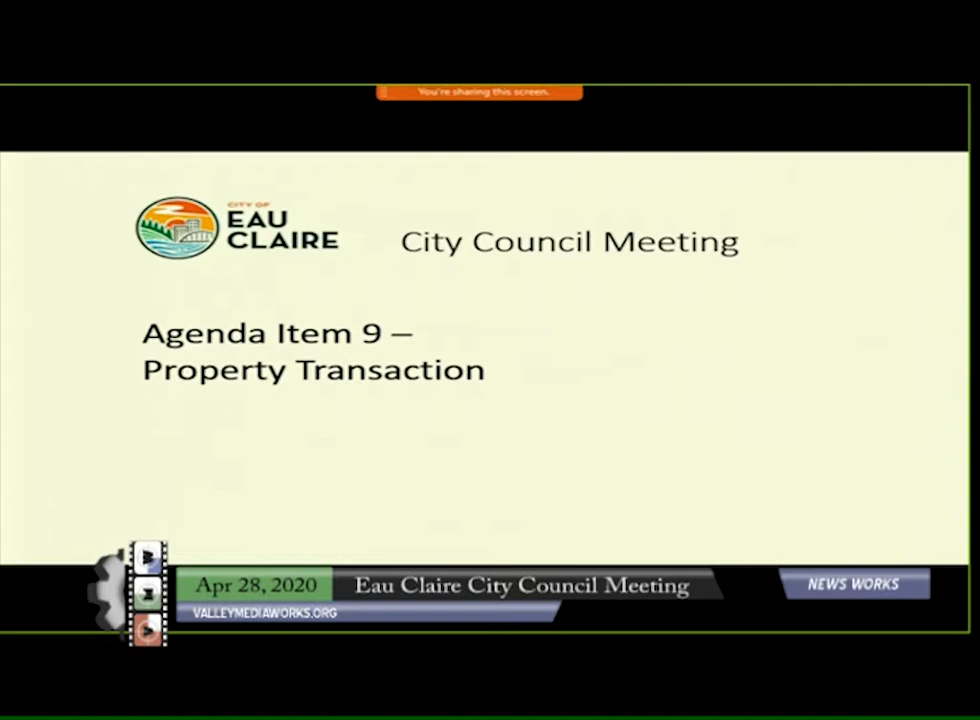 You're sharing this screen.
CITY OF
EAU
CLAIRE
City Council Meeting
Agenda Item 9 –
Property Transaction
Apr 28, 2020
Eau Claire City Council Meeting
NEWS WORKS
VALLEYMEDIAWORKS.ORG